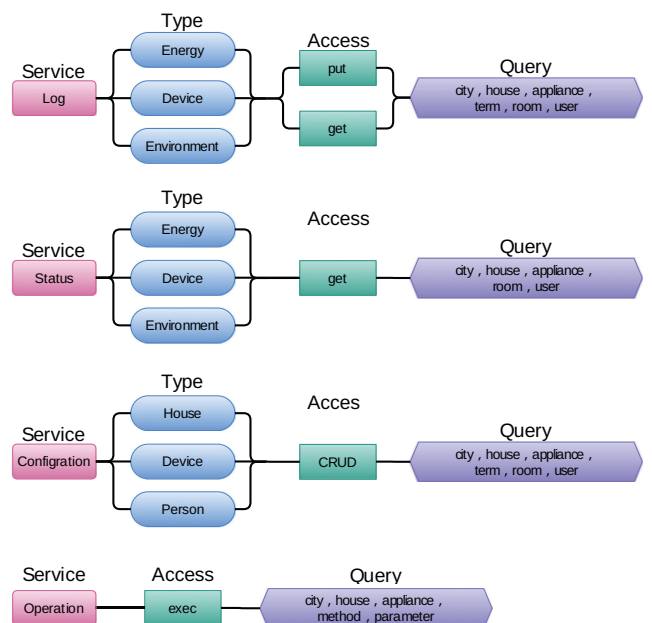 Type
Energy
Access
Service
put
Query
Log
Device
city , house , appliance ,
term , room , user
get
Environment
Type
Access
Energy
Service
Query
Status
Device
get
city , house , appliance ,
room , user
Environment
Type
Acces
House
Service
Query
Configration
Device
CRUD
city , house , appliance ,
term , room , user
Person
Service
Access
Query
Operation
exec
city , house , appliance ,
method , parameter